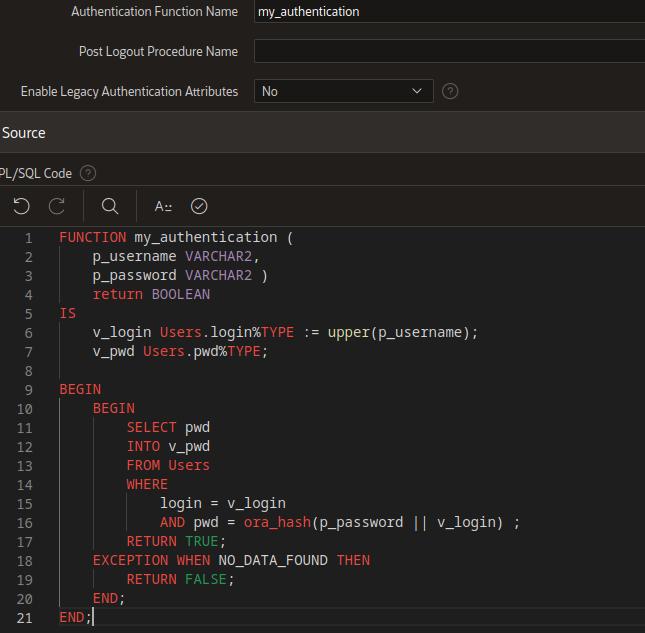 Authentication Function Name my_authentication
Post Logout Procedure Name
Enable Legacy Authentication Attributes No ?
Source
PL/SQL Code ?
A::
1 FUNCTION my_authentication (
2 p_username VARCHAR2,
3 p_password VARCHAR2 )
4 return BOOLEAN
5 IS
6 v_login Users.login%TYPE := upper(p_username);
7 v_pwd Users.pwd%TYPE;
8
9 BEGIN
10 BEGIN
11 SELECT pwd
12 INTO v_pwd
13 FROM Users
14 WHERE
15 login = v_login
16 AND pwd = ora_hash(p_password || v_login) ;
17 RETURN TRUE;
18 EXCEPTION WHEN NO_DATA_FOUND THEN
19 RETURN FALSE;
20 END;
21 END;